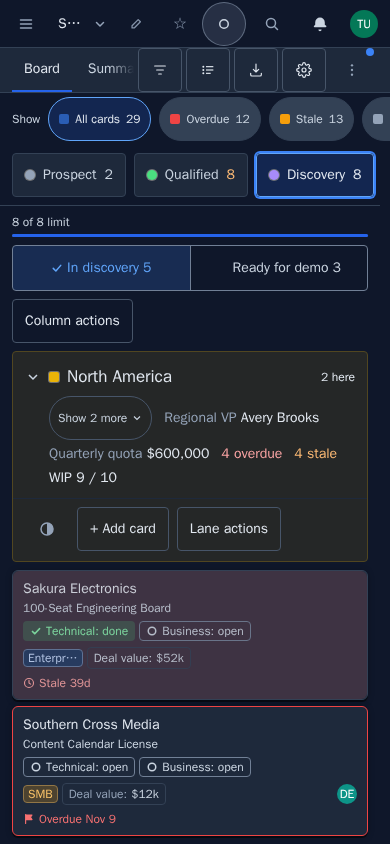 S···
TU
Board Summa
Show All cards 29 Overdue 12 Stale 13
Prospect 2 Qualified 8 Discovery 8
8 of 8 limit
In discovery 5 Ready for demo 3
Column actions
North America 2 here
Show 2 more Regional VP Avery Brooks
Quarterly quota $600,000 4 overdue 4 stale
WIP 9 / 10
+ Add card Lane actions
Sakura Electronics
100-Seat Engineering Board
Technical: done Business: open
Enterpr··· Deal value: $52k
Stale 39d
Southern Cross Media
Content Calendar License
Technical: open Business: open
SMB Deal value: $12k DE
Overdue Nov 9